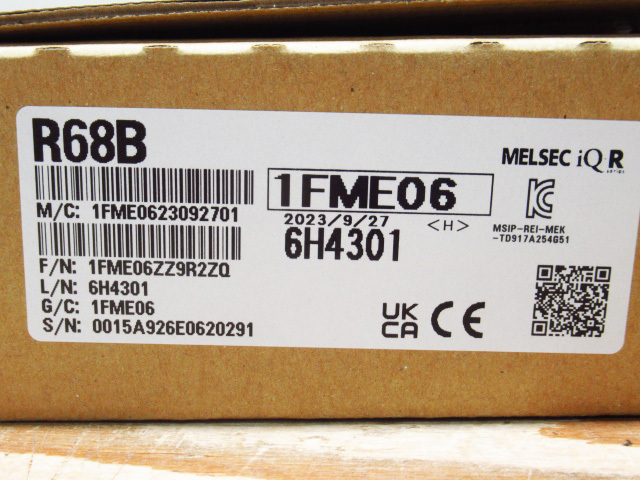 R68B
MELSEC iQ R
SERIES
M/C: 1FME0623092701
1FME06
2023/9/27 <H>
6H4301
MSIP-REI-MEK
-TD917A254G51
F/N: 1FME06ZZ9R2ZQ
L/N: 6H4301
G/C: 1FME06
S/N: 0015A926E0620291
UK
CA CE